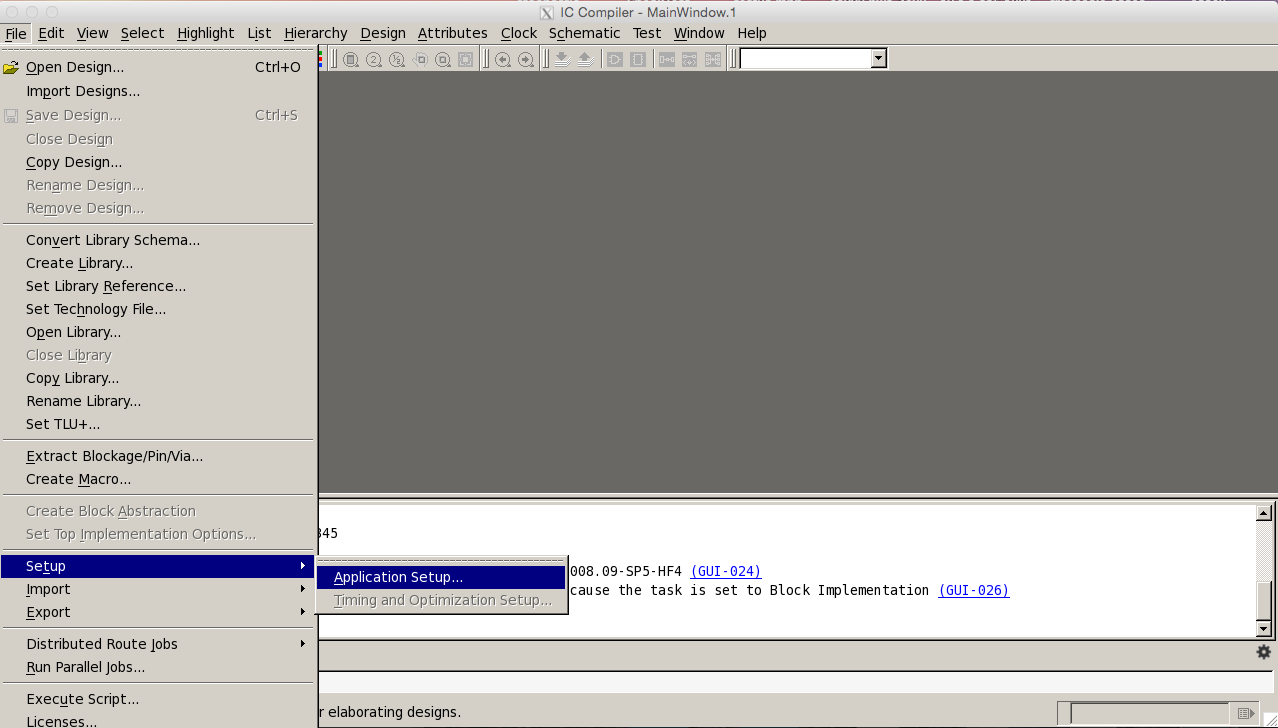 IC Compiler - MainWindow.1
File Edit View Select Highlight List Hierarchy Design Attributes Clock Schematic Test Window Help
Open Design... Ctrl+O
Import Designs...
Save Design... Ctrl+S
Close Design
Copy Design...
Rename Design...
Remove Design...
Convert Library Schema...
Create Library...
Set Library Reference...
Set Technology File...
Open Library...
Close Library
Copy Library...
Rename Library...
Set TLU+...
Extract Blockage/Pin/Via...
Create Macro...
Create Block Abstraction
Set Top Implementation Options...
Setup
Import
Export
Distributed Route Jobs
Run Parallel Jobs...
Execute Script...
Licenses...
Application Setup...
Timing and Optimization Setup...
345
008.09-SP5-HF4 (GUI-024)
cause the task is set to Block Implementation (GUI-026)
r elaborating designs.